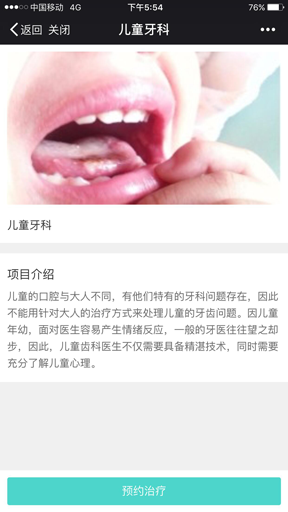 中国移动 4G 下午5:54 76%
返回 关闭 儿童牙科
儿童牙科
项目介绍
儿童的口腔与大人不同，有他们特有的牙科问题存在，因此
不能用针对大人的治疗方式来处理儿童的牙齿问题。因儿童
年幼，面对医生容易产生情绪反应，一般的牙医往往望之却
步，因此，儿童齿科医生不仅需要具备精湛技术，同时需要
充分了解儿童心理。
预约治疗